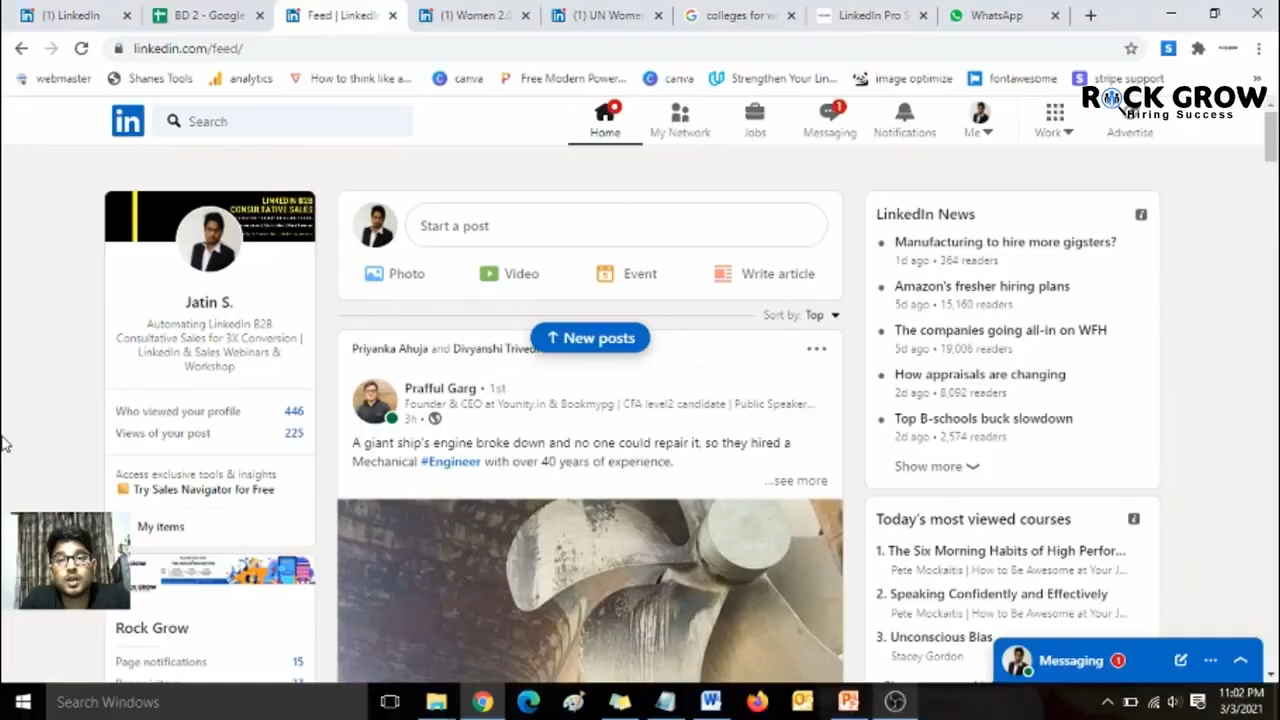 (1) LinkedIn
BD 2 - Google
Feed | LinkedIn
(1) Women 2.0
(1) UN Women
colleges for wo
LinkedIn Pro S
WhatsApp
linkedin.com/feed/
webmaster
Shanes Tools
analytics
How to think like a...
canva
Free Modern Power...
canva
Strengthen Your Lin...
image optimize
fontawesome
stripe support
ROCK GROW
Hiring Success
in
Search
Home
My Network
1
Jobs
Messaging
Notifications
Me
Work
Advertise
LINKEDIN B2B
CONSULTATIVE SALES
Jatin S.
Automating LinkedIn B2B
Consultative Sales for 3X Conversion |
LinkedIn & Sales Webinars &
Workshop
Who viewed your profile 446
Views of your post 225
Access exclusive tools & insights
Try Sales Navigator for Free
My items
Rock Grow
Page notifications 15
Start a post
Photo
Video
Event
Write article
Sort by: Top
↑ New posts
Priyanka Ahuja and Divyanshi Trived
Prafful Garg • 1st
Founder & CEO at Younity.in & Bookmypg | CFA level2 candidate | Public Speaker...
3h •
A giant ship's engine broke down and no one could repair it, so they hired a
Mechanical #Engineer with over 40 years of experience.
...see more
LinkedIn News
Manufacturing to hire more gigsters?
1d ago • 364 readers
Amazon's fresher hiring plans
5d ago • 15,160 readers
The companies going all-in on WFH
5d ago • 19,006 readers
How appraisals are changing
2d ago • 8,092 readers
Top B-schools buck slowdown
2d ago • 2,574 readers
Show more
Today's most viewed courses
1. The Six Morning Habits of High Perfor...
Pete Mockaitis | How to Be Awesome at Your J...
2. Speaking Confidently and Effectively
Pete Mockaitis | How to Be Awesome at Your J...
3. Unconscious Bias
Stacey Gordon
Messaging 1
Search Windows
11:02 PM
3/3/2021